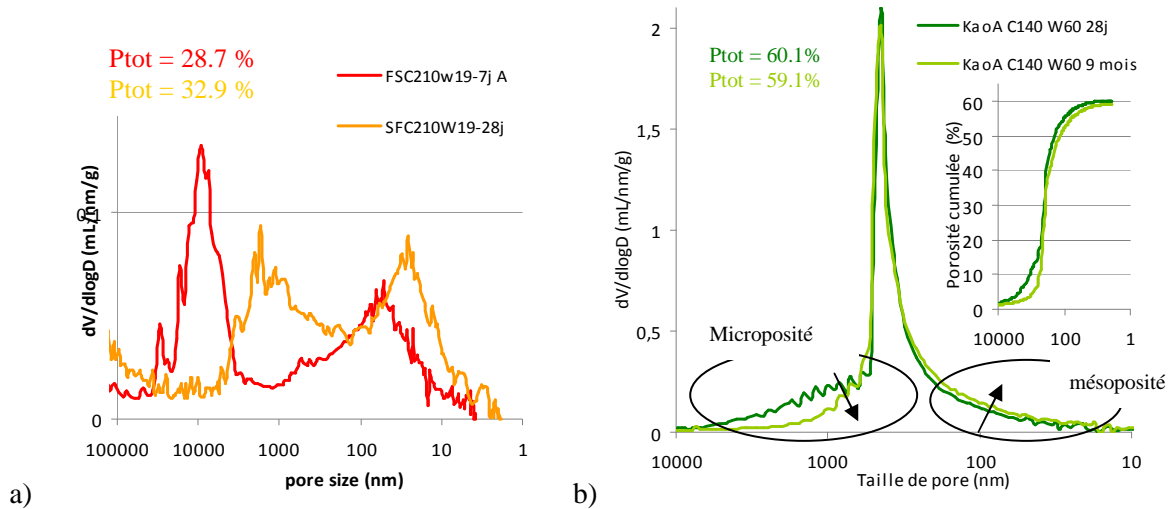 Ptot = 28.7 %
Ptot = 32.9 %
FSC210w19-7j A
SFC210W19-28j
dV/dlogD (mL/nm/g)
0
100000 10000 1000 100 10 1
pore size (nm)
a)
Ptot = 60.1%
Ptot = 59.1%
KaoA C140 W60 28j
KaoA C140 W60 9 mois
dV/dlogD (mL/nm/g)
2
1,5
1
0,5
0
10000 1000 100 10
Taille de pore (nm)
Microposité
mésoposité
Porosité cumulée (%)
60
50
40
30
20
10
0
10000 100 1
b)